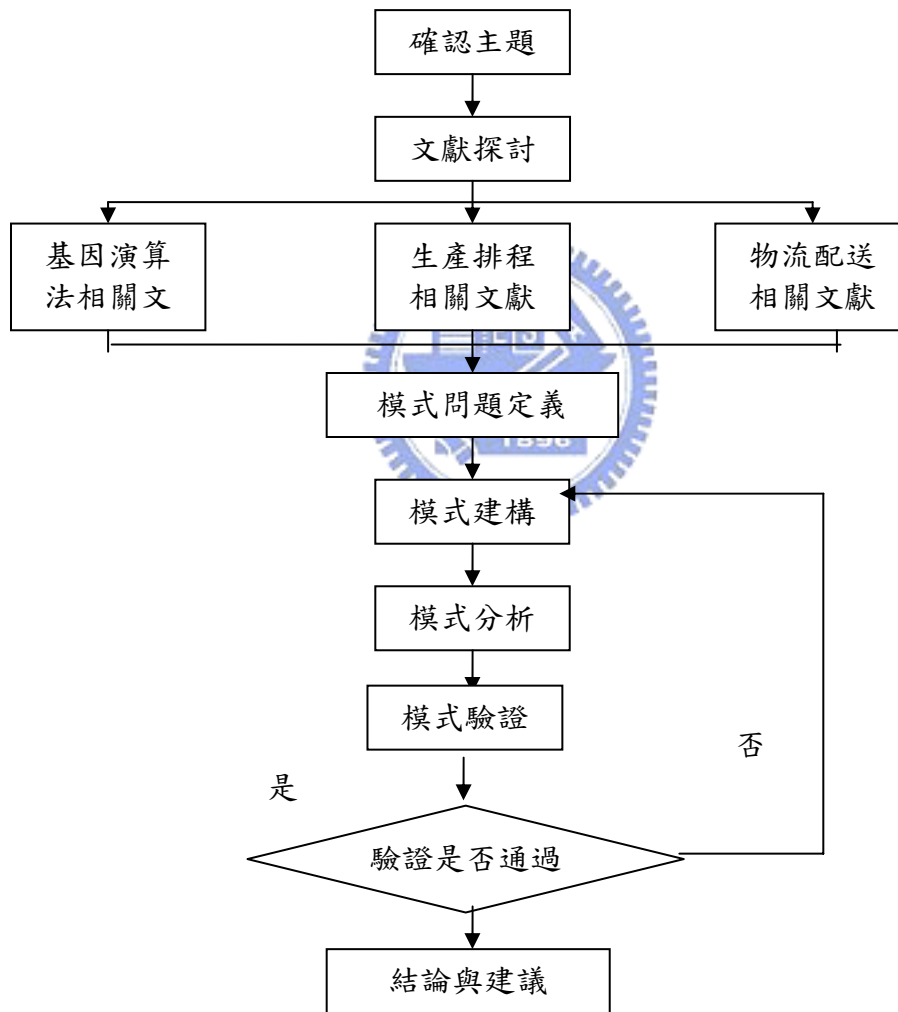 確認主題
文獻探討
基因演算
法相關文
生產排程
相關文獻
物流配送
相關文獻
模式問題定義
1896
模式建構
模式分析
模式驗證
否
是
驗證是否通過
結論與建議